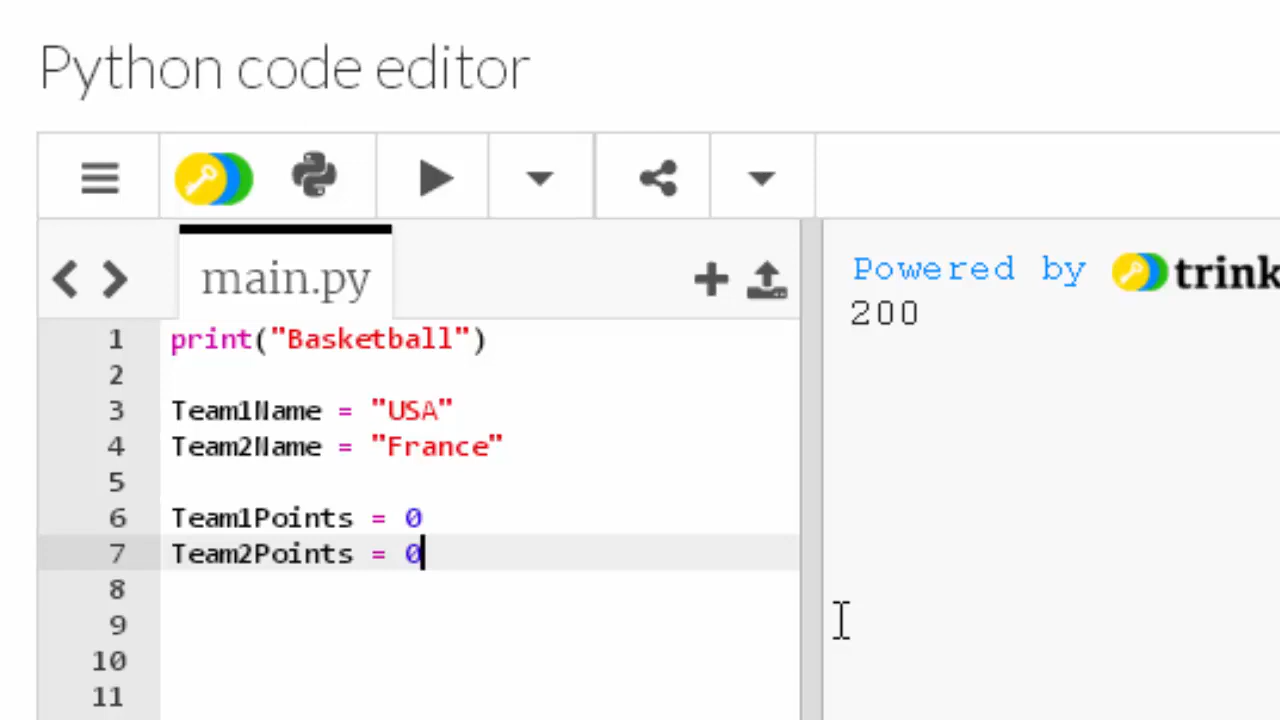 Python code editor
main.py
Powered by trink
200
1 print("Basketball")
2
3 Team1Name = "USA"
4 Team2Name = "France"
5
6 Team1Points = 0
7 Team2Points = 0
8
9
10
11